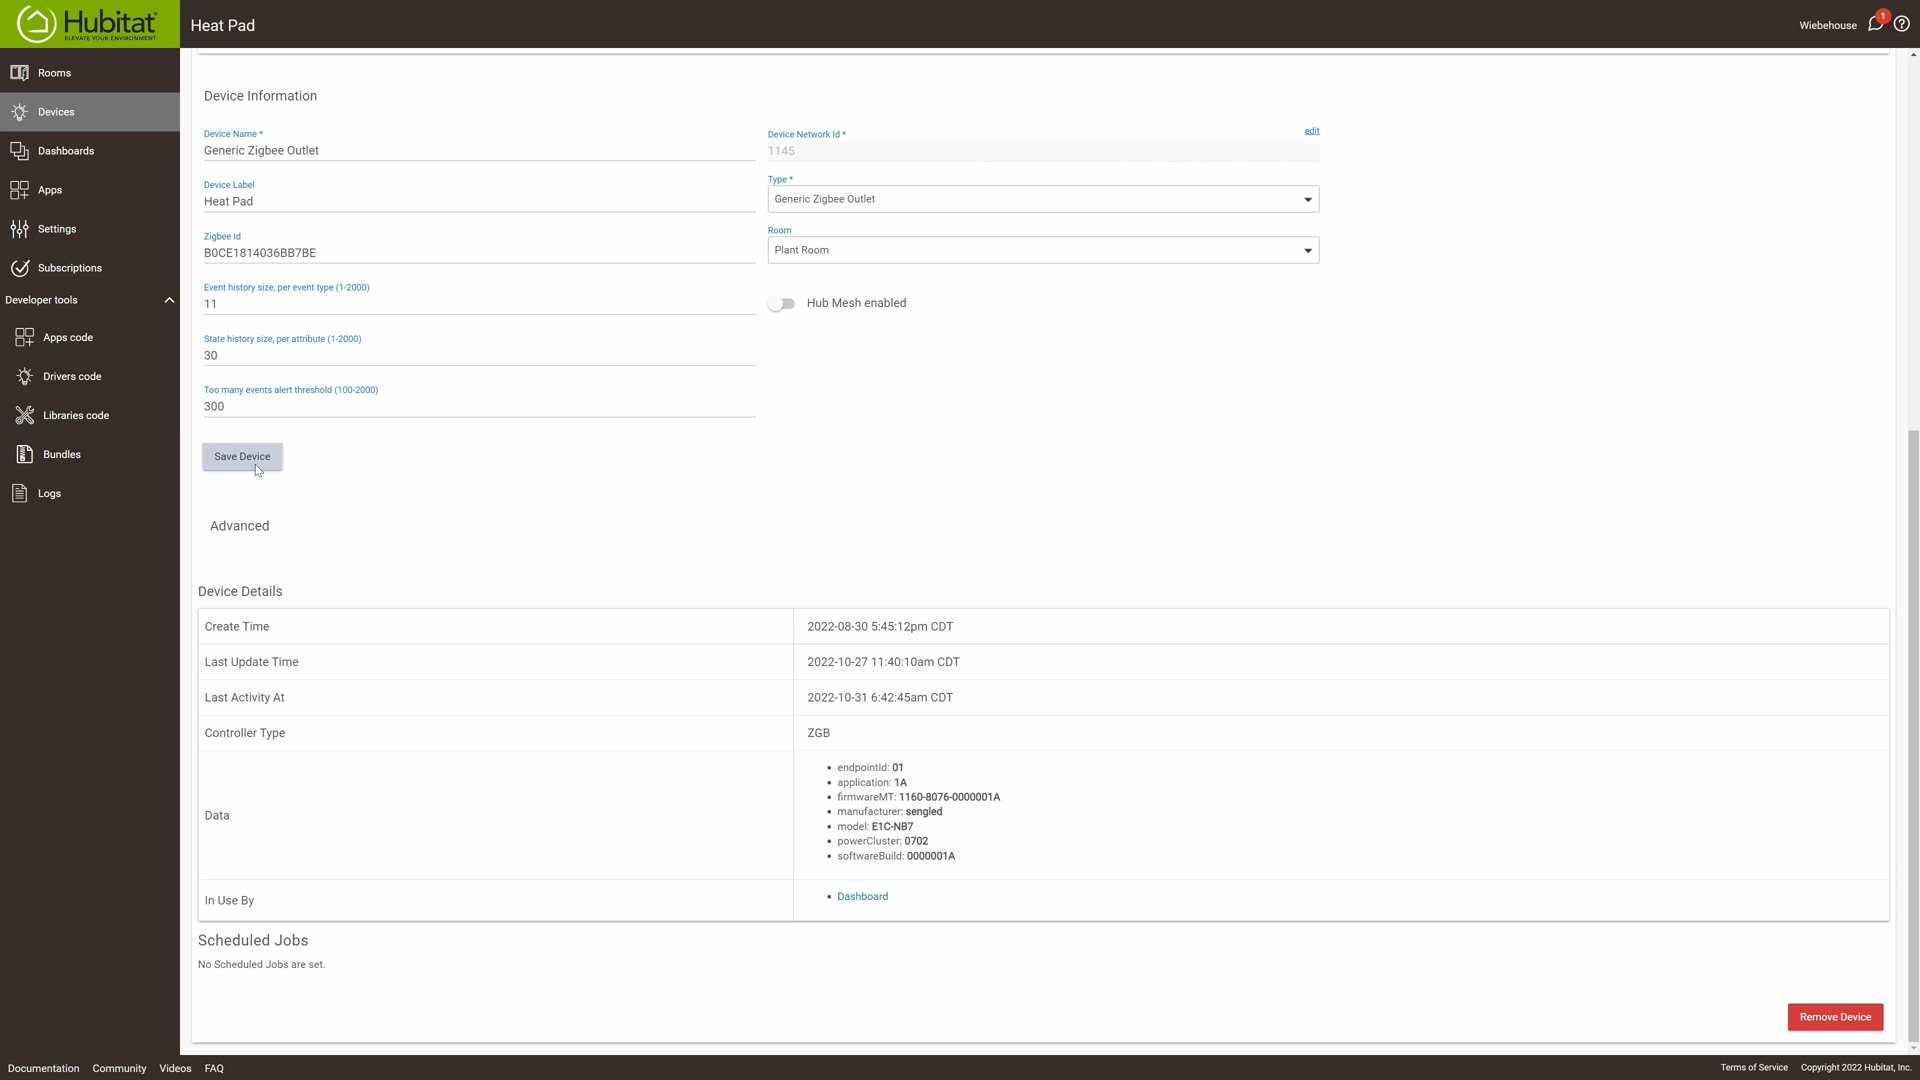 Hubitat
ELEVATE YOUR ENVIRONMENT
Heat Pad
Wiebehouse
1
Rooms
Devices
Dashboards
Apps
Settings
Subscriptions
Developer tools
Apps code
Drivers code
Libraries code
Bundles
Logs
Device Information
Device Name *
Generic Zigbee Outlet
Device Network Id *
edit
1145
Device Label
Heat Pad
Type *
Generic Zigbee Outlet
Zigbee Id
B0CE1814036BB7BE
Room
Plant Room
Event history size, per event type (1-2000)
11
Hub Mesh enabled
State history size, per attribute (1-2000)
30
Too many events alert threshold (100-2000)
300
Save Device
Advanced
Device Details
Create Time 2022-08-30 5:45:12pm CDT
Last Update Time 2022-10-27 11:40:10am CDT
Last Activity At 2022-10-31 6:42:45am CDT
Controller Type ZGB
Data
• endpointId: 01
• application: 1A
• firmwareMT: 1160-8076-0000001A
• manufacturer: sengled
• model: E1C-NB7
• powerCluster: 0702
• softwareBuild: 0000001A
In Use By
• Dashboard
Scheduled Jobs
No Scheduled Jobs are set.
Remove Device
Documentation Community Videos FAQ
Terms of Service Copyright 2022 Hubitat, Inc.